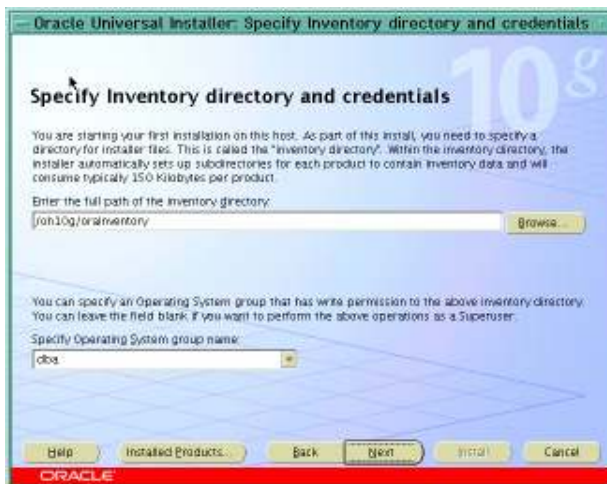 Oracle Universal Installer: Specify Inventory directory and credentials
10g
Specify Inventory directory and credentials
You are starting your first installation on this host. As part of this install, you need to specify a
directory for installer files. This is called the "inventory directory". Within the inventory directory, the
installer automatically sets up subdirectories for each product to contain inventory data and will
consume typically 150 Kilobytes per product.
Enter the full path of the inventory directory:
/oh10g/oraInventory
Browse...
You can specify an Operating System group that has write permission to the above inventory directory.
You can leave the field blank if you want to perform the above operations as a Superuser.
Specify Operating System group name:
dba
Help
Installed Products...
Back
Next
Install
Cancel
ORACLE